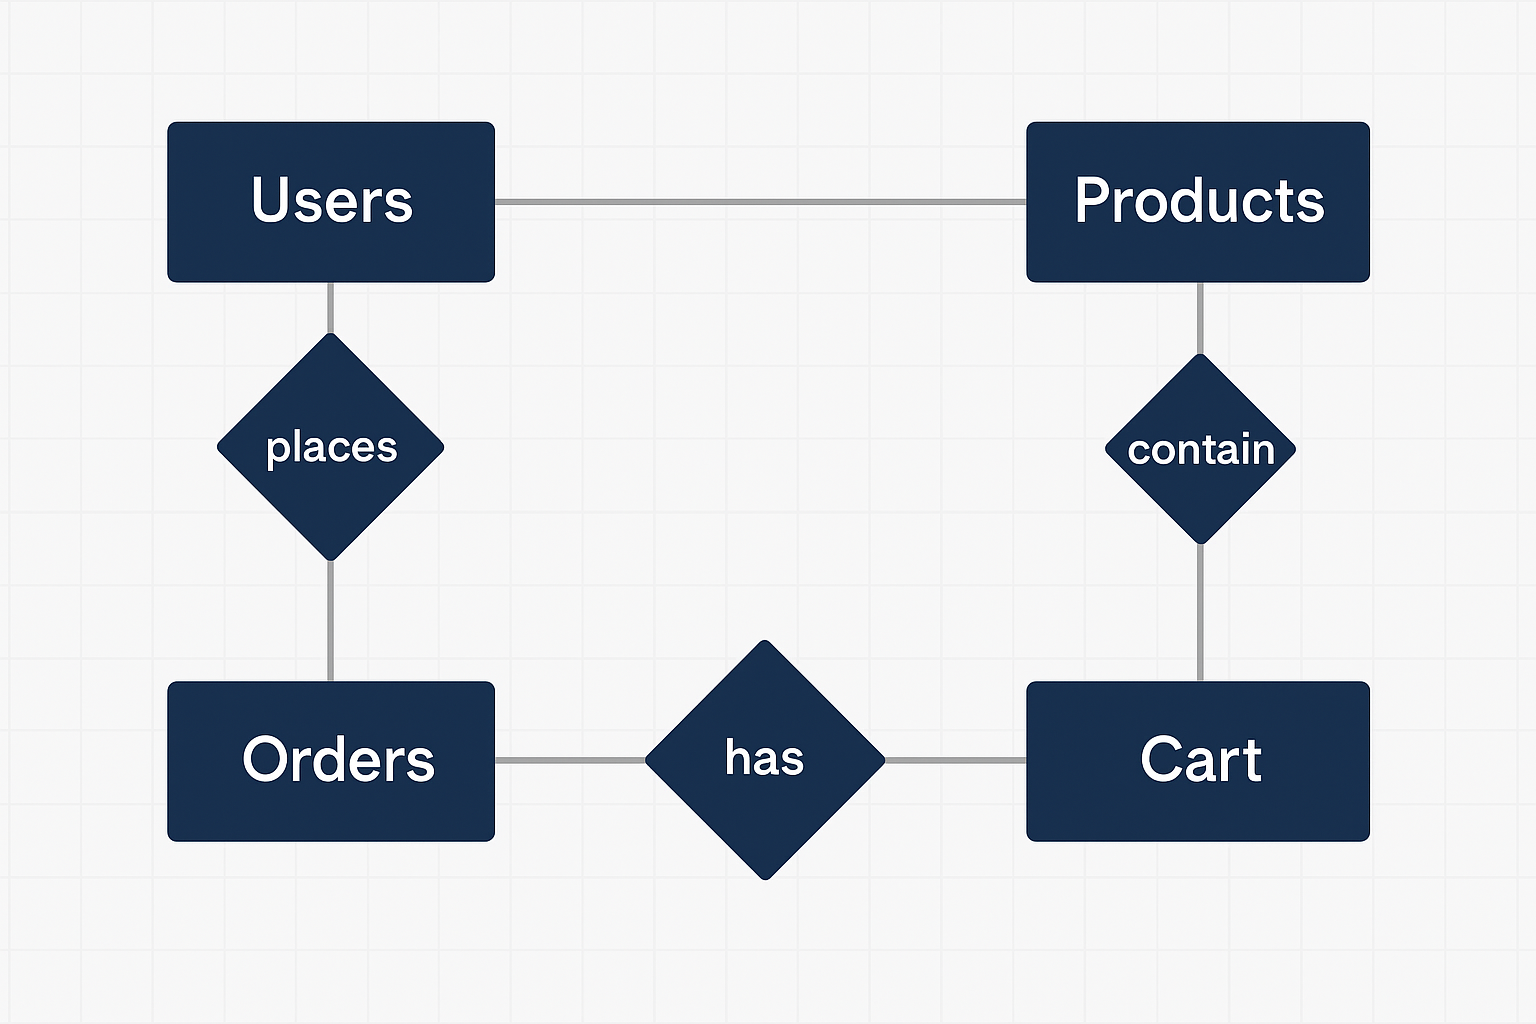 Users
Products
places
contain
Orders
has
Cart